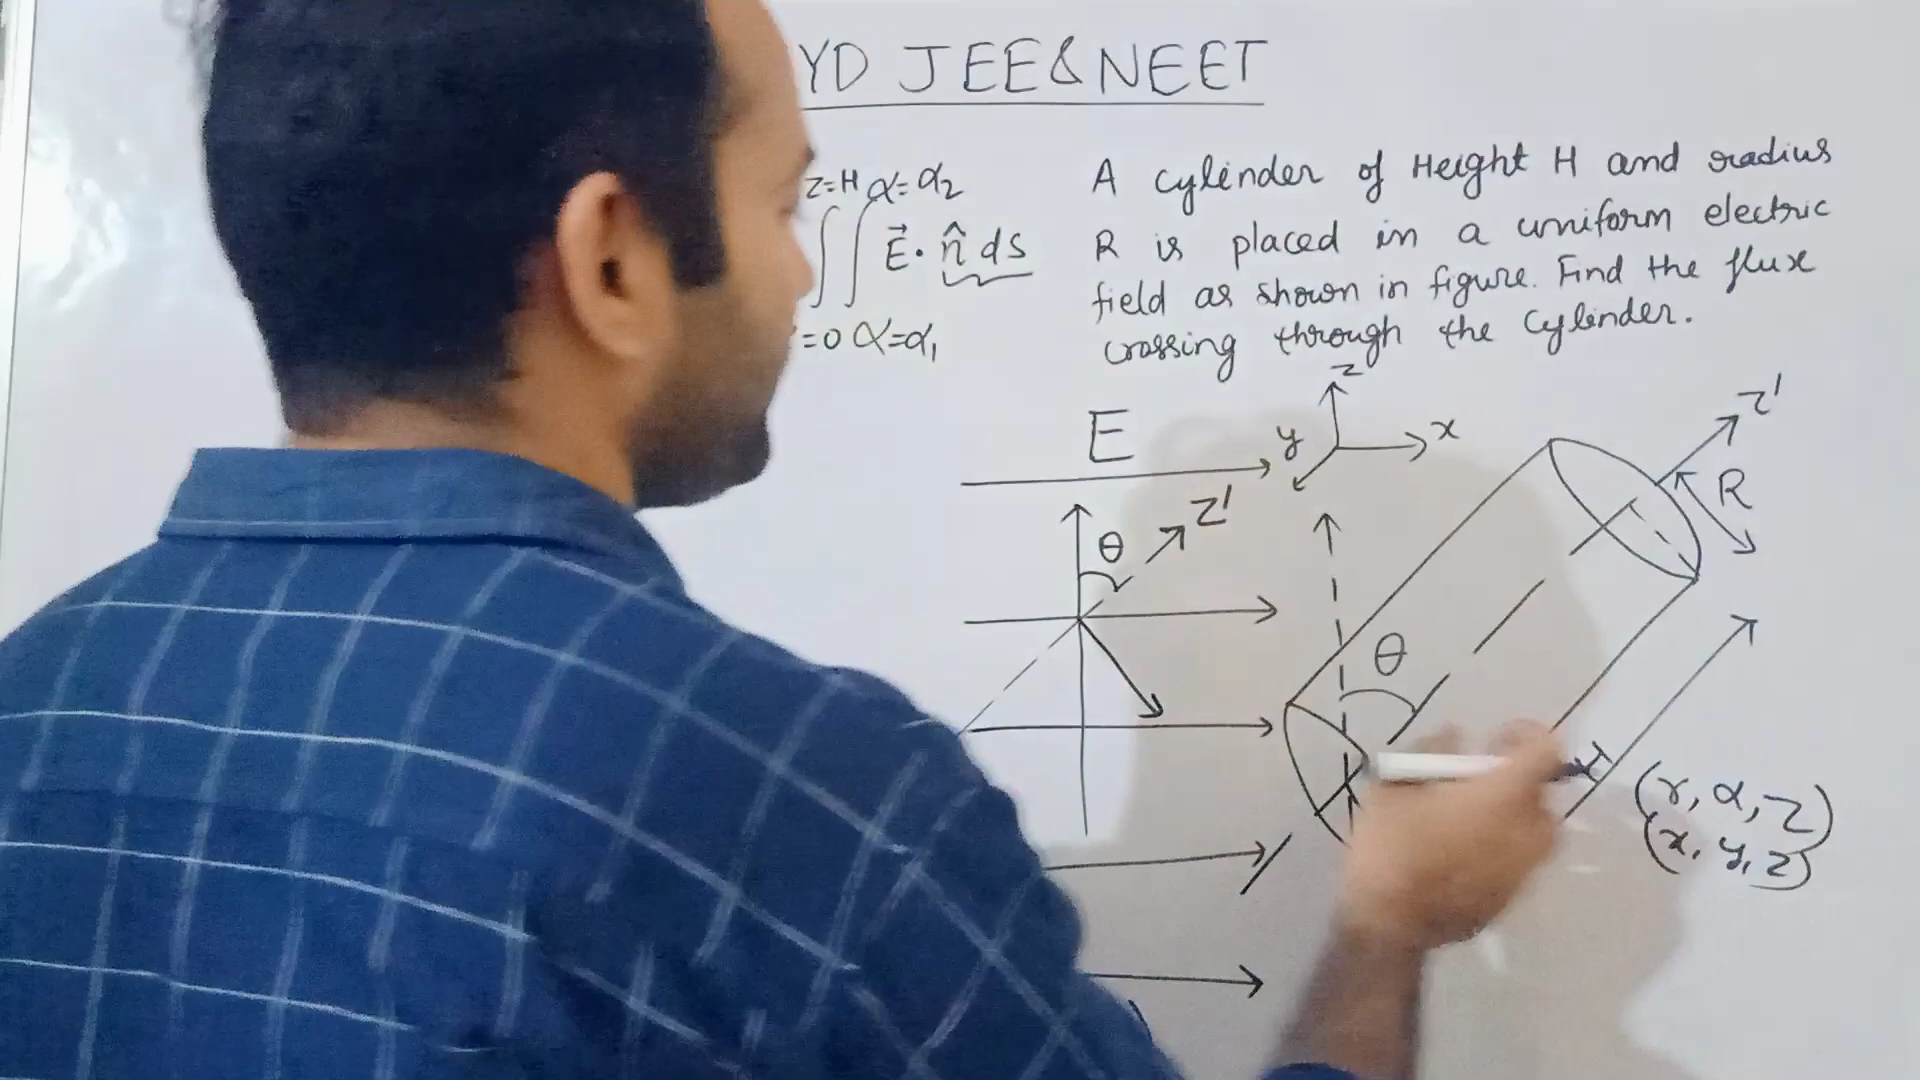 YD JEE&NEET
z=H α=α2
∫∫ E⃗. n̂ ds
=0 α=α1
A cylinder of Height H and radius
R is placed in a uniform electric
field as shown in figure. Find the flux
crossing through the Cylinder.
z
y
x
E
z'
θ
z'
R
θ
H
(r, α, z)
(x, y, z)